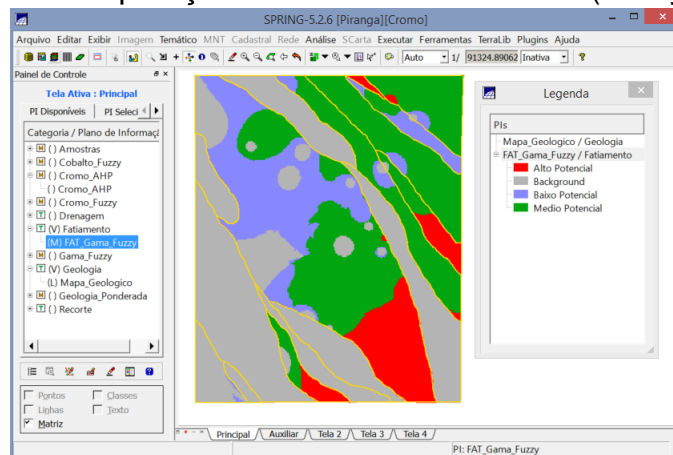 SPRING-5.2.6 [Piranga][Cromo]
Arquivo Editar Exibir Imagem Temático MNT Cadastral Rede Análise SCarta Executar Ferramentas TerraLib Plugins Ajuda
Auto 1/ 91324.89062 Inativa
Painel de Controle
Tela Ativa : Principal
PI Disponíveis PI Seleci
Categoria / Plano de Informaçã
M ( ) Amostras
M ( ) Cobalto_Fuzzy
M ( ) Cromo_AHP
( ) Cromo_AHP
M ( ) Cromo_Fuzzy
T ( ) Drenagem
T (V) Fatiamento
(M) FAT_Gama_Fuzzy
M ( ) Gama_Fuzzy
T (V) Geologia
(L) Mapa_Geologico
M ( ) Geologia_Ponderada
T ( ) Recorte
Pontos Classes
Linhas Texto
Matriz
Legenda
PIs
Mapa_Geologico / Geologia
FAT_Gama_Fuzzy / Fatiamento
Alto Potencial
Background
Baixo Potencial
Medio Potencial
Principal Auxiliar Tela 2 Tela 3 Tela 4
PI: FAT_Gama_Fuzzy